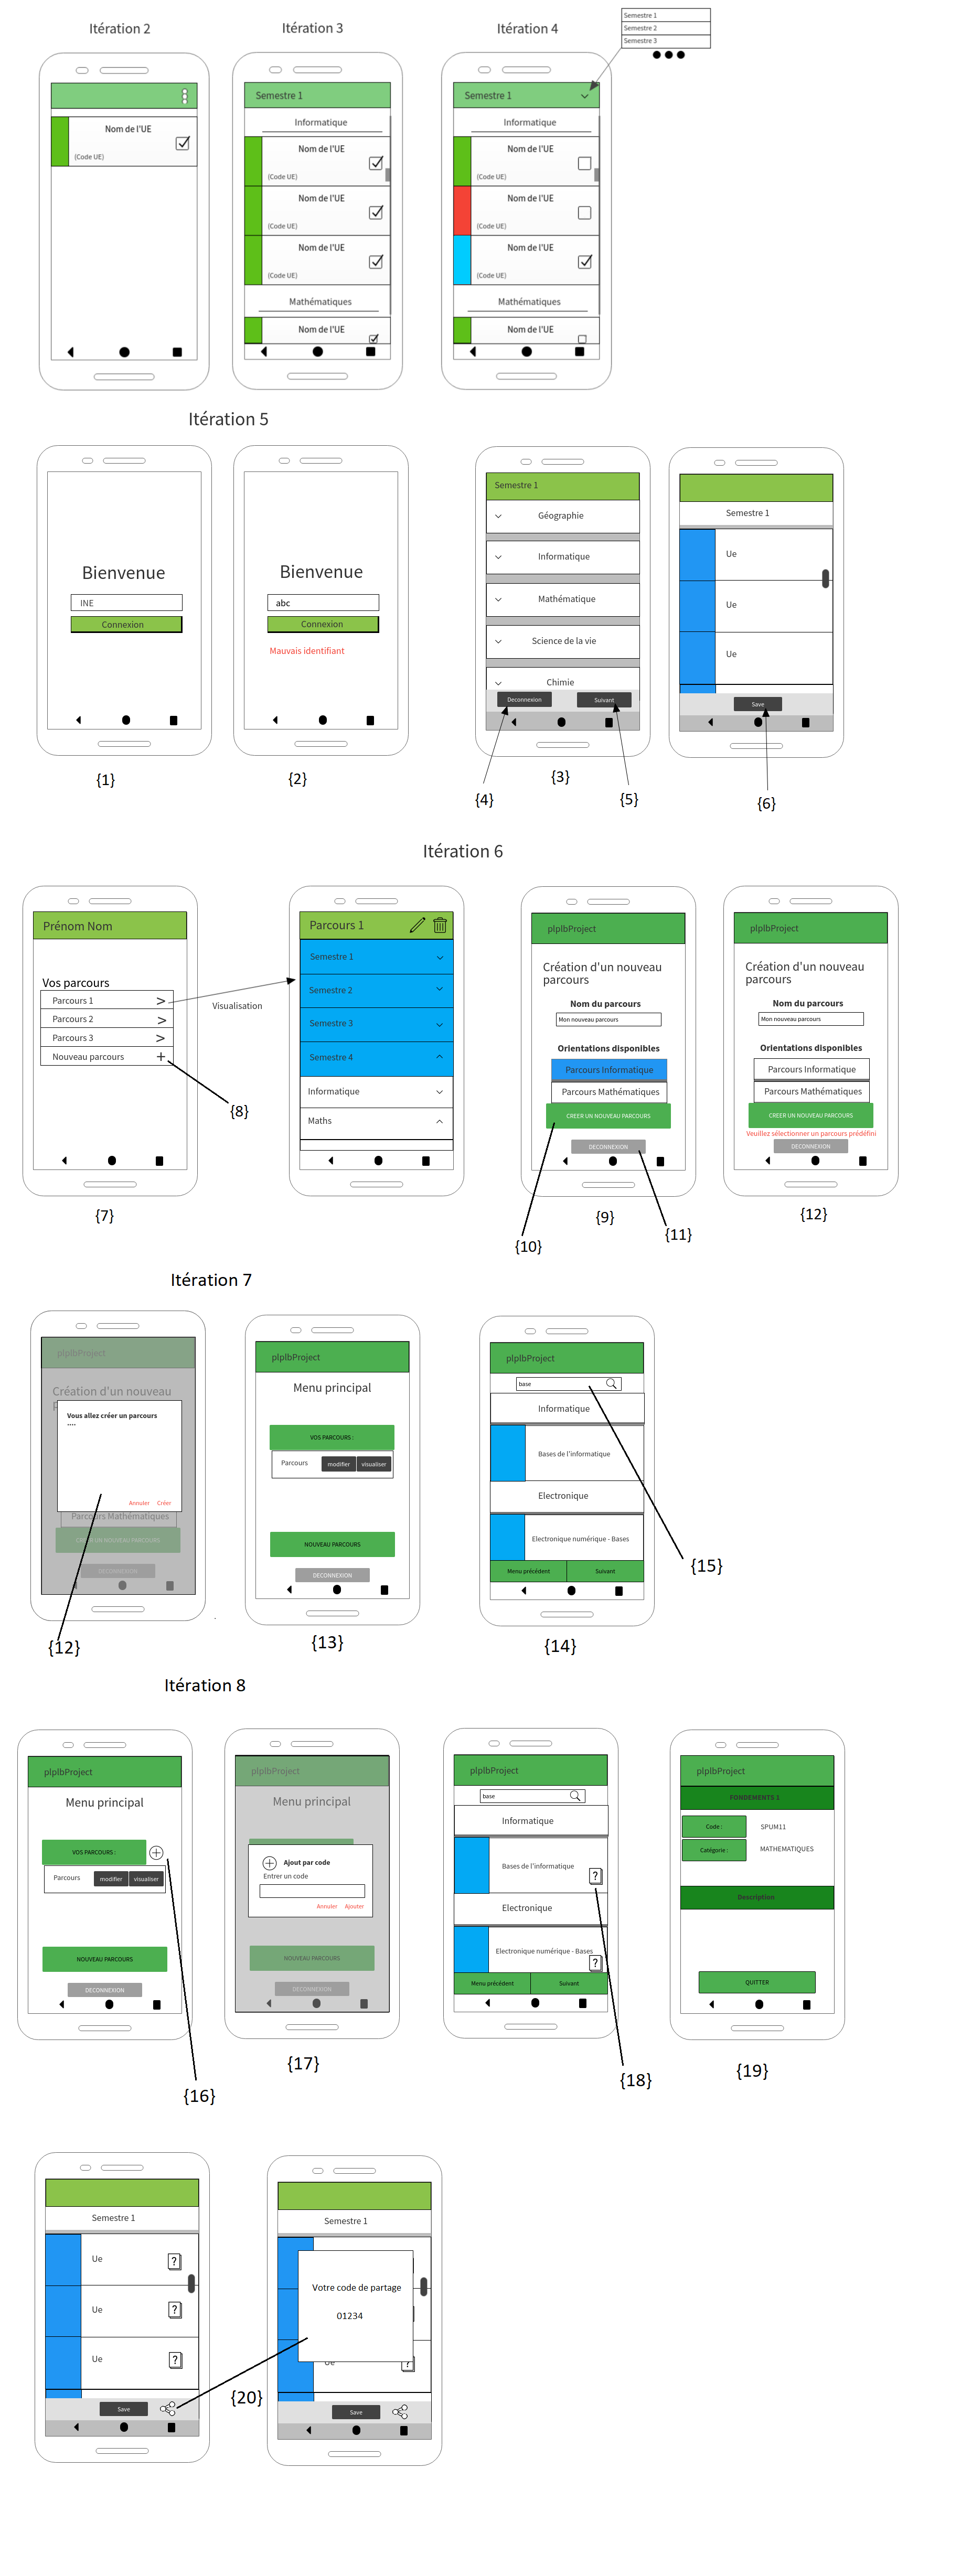 Itération 2
Itération 3
Itération 4
Semestre 1
Semestre 2
Semestre 3
Nom de l'UE
(Code UE)
Semestre 1
Informatique
Nom de l'UE
(Code UE)
Nom de l'UE
(Code UE)
Nom de l'UE
(Code UE)
Mathématiques
Nom de l'UE
Semestre 1
Informatique
Nom de l'UE
(Code UE)
Nom de l'UE
(Code UE)
Nom de l'UE
(Code UE)
Mathématiques
Nom de l'UE
Itération 5
Bienvenue
INE
Connexion
{1}
Bienvenue
abc
Connexion
Mauvais identifiant
{2}
Semestre 1
Géographie
Informatique
Mathématique
Science de la vie
Chimie
Deconnexion
Suivant
{3}
{4}
{5}
Semestre 1
Ue
Ue
Ue
Save
{6}
Itération 6
Prénom Nom
Vos parcours
Parcours 1 >
Parcours 2 >
Parcours 3 >
Nouveau parcours +
Visualisation
{8}
{7}
Parcours 1
Semestre 1
Semestre 2
Semestre 3
Semestre 4
Informatique
Maths
plplbProject
Création d'un nouveau
parcours
Nom du parcours
Mon nouveau parcours
Orientations disponibles
Parcours Informatique
Parcours Mathématiques
CREER UN NOUVEAU PARCOURS
DECONNEXION
{9}
{10}
{11}
plplbProject
Création d'un nouveau
parcours
Nom du parcours
Mon nouveau parcours
Orientations disponibles
Parcours Informatique
Parcours Mathématiques
CREER UN NOUVEAU PARCOURS
Veuillez sélectionner un parcours prédéfini
DECONNEXION
{12}
Itération 7
plplbProject
Création d'un nouveau
Vous allez créer un parcours
....
Annuler
Créer
Parcours Mathématiques
CREER UN NOUVEAU PARCOURS
DECONNEXION
{12}
plplbProject
Menu principal
VOS PARCOURS :
Parcours
modifier
visualiser
NOUVEAU PARCOURS
DECONNEXION
{13}
plplbProject
base
Informatique
Bases de l'informatique
Electronique
Electronique numérique - Bases
Menu précédent
Suivant
{15}
{14}
Itération 8
plplbProject
Menu principal
VOS PARCOURS :
Parcours
modifier
visualiser
NOUVEAU PARCOURS
DECONNEXION
{16}
plplbProject
Menu principal
Ajout par code
Entrer un code
Annuler
Ajouter
NOUVEAU PARCOURS
DECONNEXION
{17}
plplbProject
base
Informatique
Bases de l'informatique
?
Electronique
Electronique numérique - Bases
?
Menu précédent
Suivant
{18}
plplbProject
FONDEMENTS 1
Code :
SPUM11
Catégorie :
MATHEMATIQUES
Description
QUITTER
{19}
Semestre 1
Ue
?
Ue
?
Ue
?
Save
{20}
Semestre 1
Votre code de partage
01234
Ue
?
Save